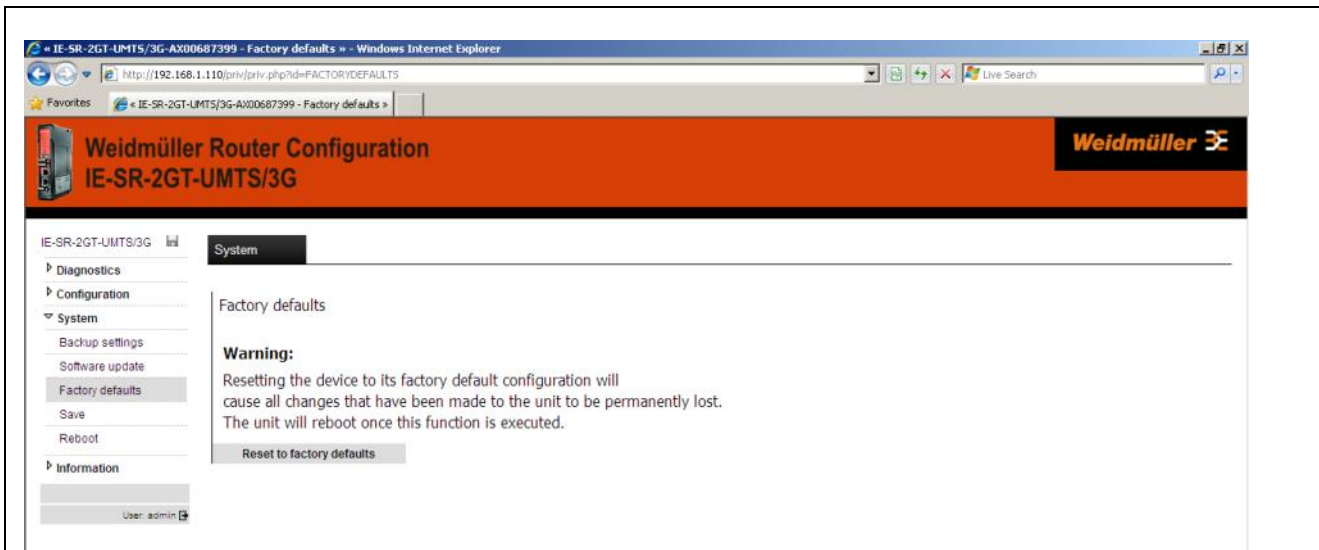 « IE-SR-2GT-UMTS/3G-AX00687399 - Factory defaults » - Windows Internet Explorer
http://192.168.1.110/priv/priv.php?id=FACTORYDEFAULTS
Live Search
Favorites
« IE-SR-2GT-UMTS/3G-AX00687399 - Factory defaults »
Weidmüller Router Configuration
IE-SR-2GT-UMTS/3G
Weidmüller
IE-SR-2GT-UMTS/3G
System
Diagnostics
Configuration
System
Backup settings
Software update
Factory defaults
Save
Reboot
Information
User: admin
Factory defaults
Warning:
Resetting the device to its factory default configuration will
cause all changes that have been made to the unit to be permanently lost.
The unit will reboot once this function is executed.
Reset to factory defaults